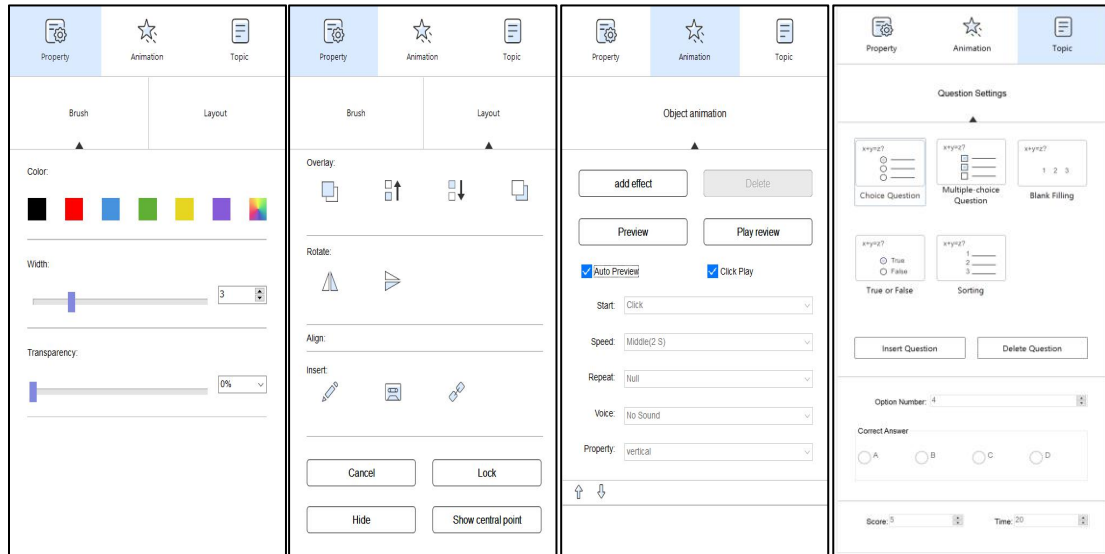 Property Animation Topic
Brush Layout
Color:
Width:
3
Transparency:
0%
Property Animation Topic
Brush Layout
Overlay:
Rotate:
Align:
Insert:
Cancel Lock
Hide Show central point
Property Animation Topic
Object animation
add effect Delete
Preview Play review
Auto Preview Click Play
Start: Click
Speed: Middle(2 S)
Repeat: Null
Voice: No Sound
Property: vertical
Property Animation Topic
Question Settings
x+y=z? x+y=z? x+y=z?
1 2 3
Choice Question Multiple-choice Question Blank Filling
x+y=z? x+y=z?
True
False
1
2
3
True or False Sorting
Insert Question Delete Question
Option Number: 4
Correct Answer
A B C D
Score: 5 Time: 20